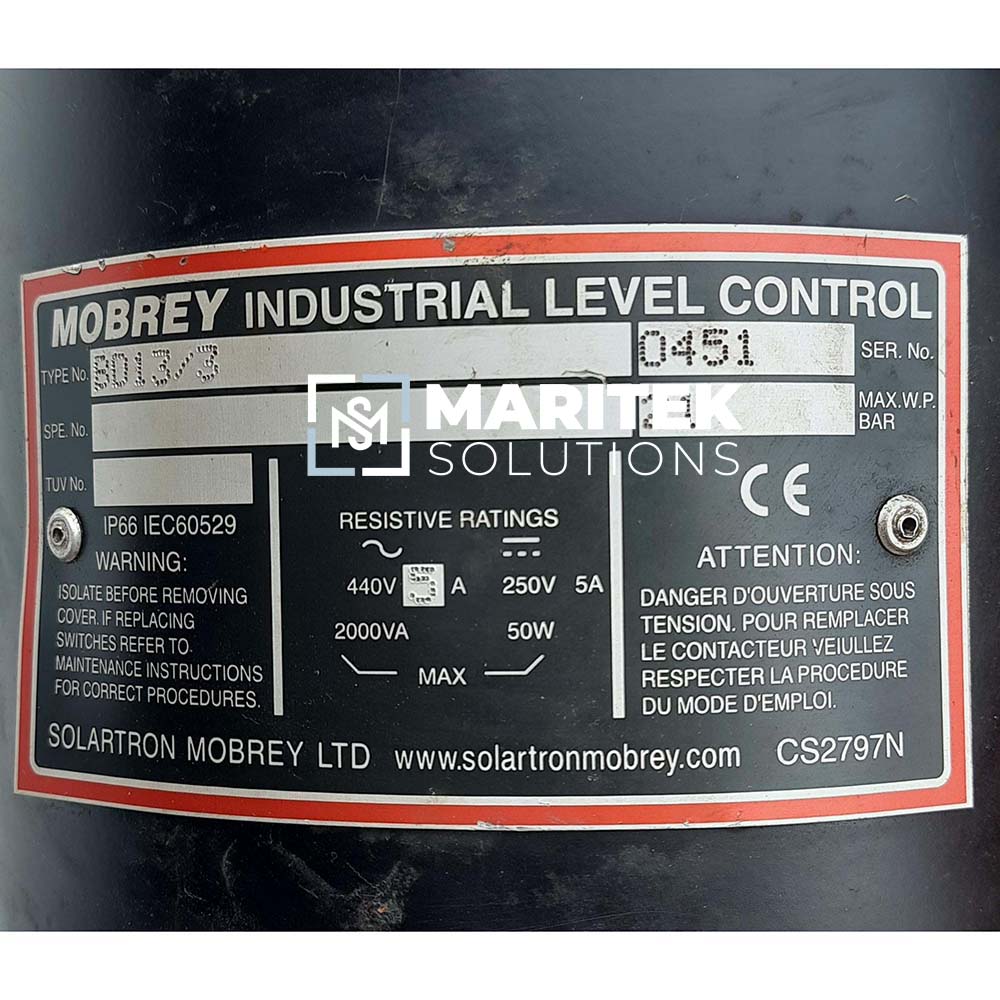 MOBREY INDUSTRIAL LEVEL CONTROL
TYPE No. BD13/3 0451 SER. No.
SPE. No. MAX.W.P. BAR
MARITEK
SOLUTIONS
TUV No.
IP66 IEC60529
WARNING:
ISOLATE BEFORE REMOVING
COVER. IF REPLACING
SWITCHES REFER TO
MAINTENANCE INSTRUCTIONS
FOR CORRECT PROCEDURES.
RESISTIVE RATINGS
440V A 250V 5A
2000VA 50W
MAX
CE
ATTENTION:
DANGER D'OUVERTURE SOUS
TENSION. POUR REMPLACER
LE CONTACTEUR VEIULLEZ
RESPECTER LA PROCEDURE
DU MODE D'EMPLOI.
SOLARTRON MOBREY LTD www.solartronmobrey.com CS2797N